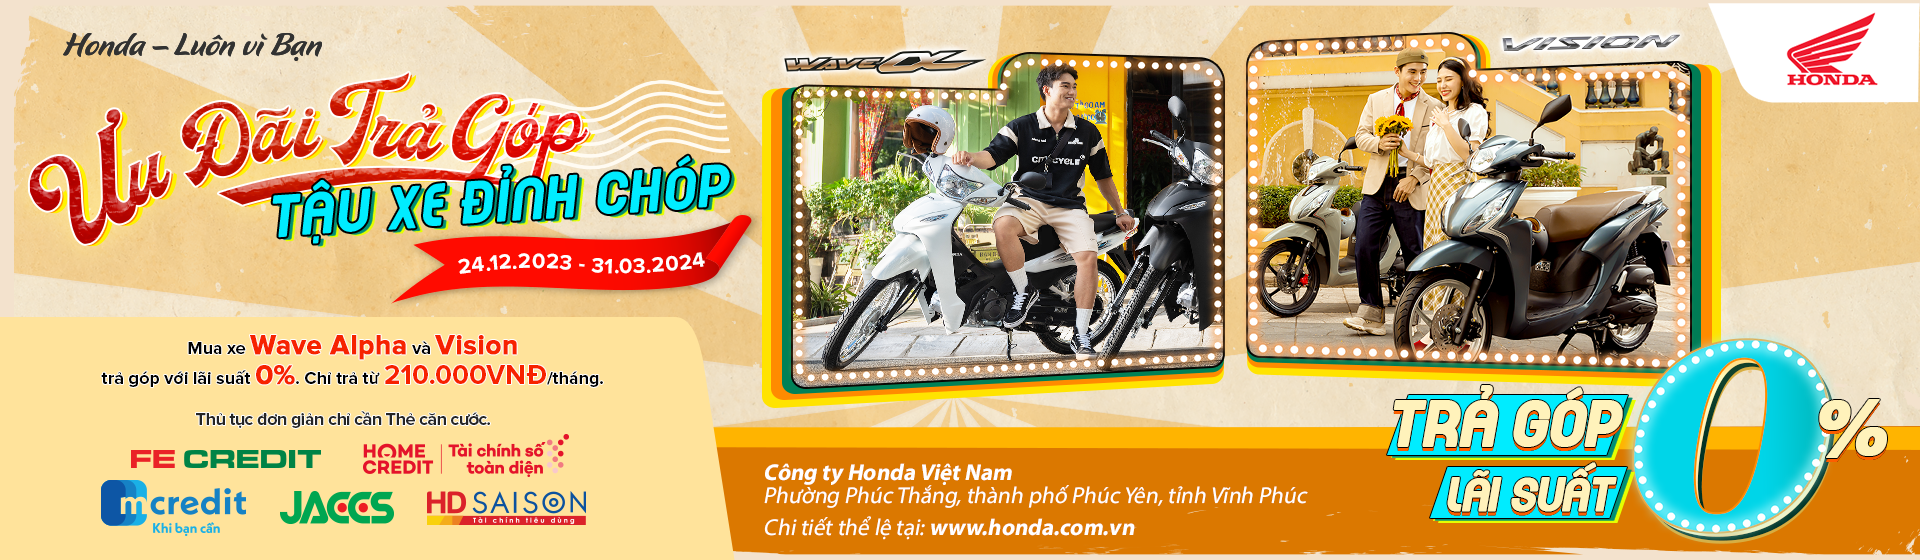 Honda – Luôn vì Bạn
Ưu Đãi Trả Góp
TẬU XE ĐỈNH CHÓP
24.12.2023 - 31.03.2024
Mua xe Wave Alpha và Vision
trả góp với lãi suất 0%. Chỉ trả từ 210.000VNĐ/tháng.
Thủ tục đơn giản chỉ cần Thẻ căn cước.
FE CREDIT
HOME CREDIT
Tài chính số
toàn diện
mcredit
Khi bạn cần
JACCS
HD SAISON
Tài chính tiêu dùng
WAVE α
VISION
HONDA
CITYCYCLE
TRẢ GÓP
LÃI SUẤT
0%
Công ty Honda Việt Nam
Phường Phúc Thắng, thành phố Phúc Yên, tỉnh Vĩnh Phúc
Chi tiết thể lệ tại: www.honda.com.vn